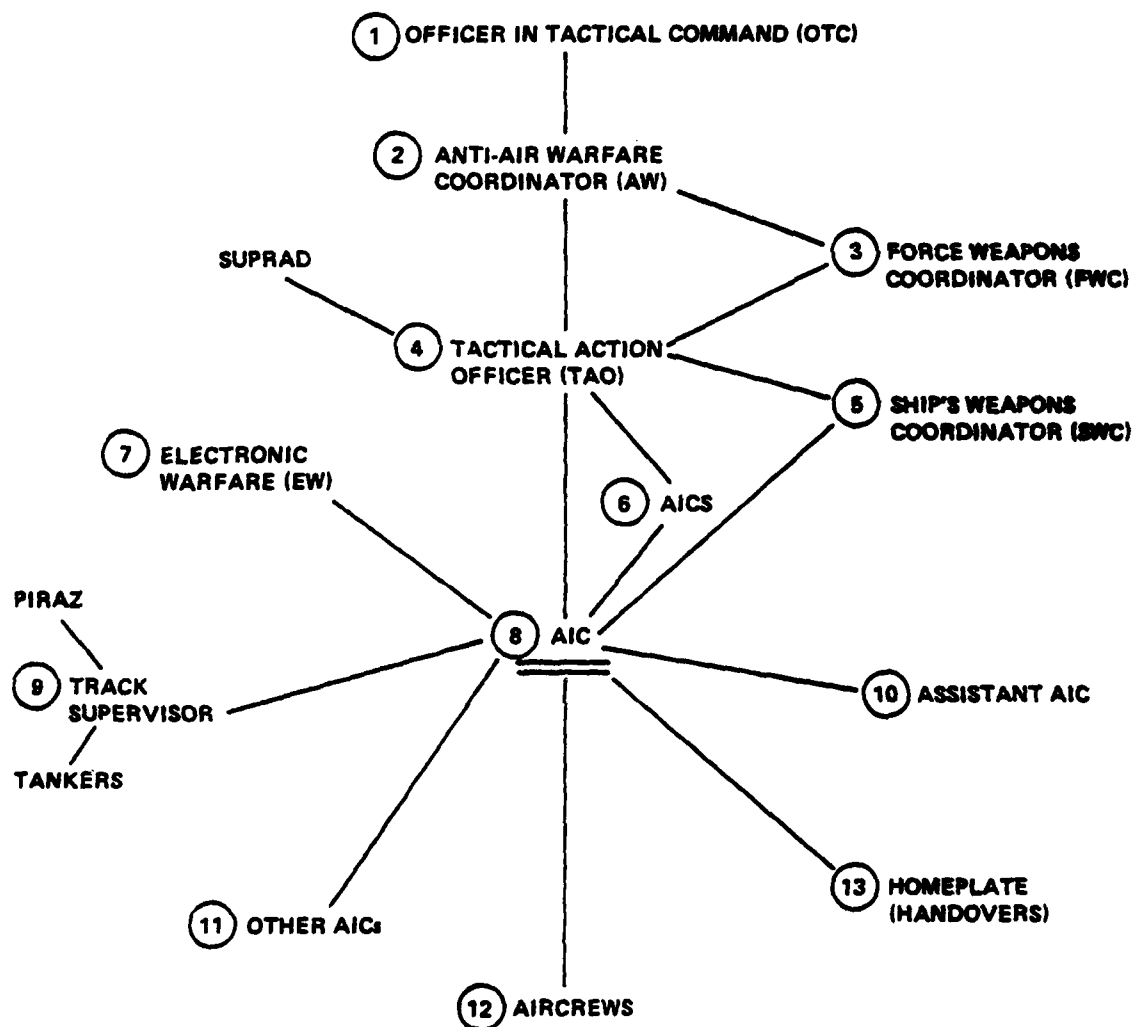 1 OFFICER IN TACTICAL COMMAND (OTC)
2 ANTI-AIR WARFARE
COORDINATOR (AW)
3 FORCE WEAPONS
COORDINATOR (FWC)
SUPRAD
4 TACTICAL ACTION
OFFICER (TAO)
5 SHIP'S WEAPONS
COORDINATOR (SWC)
7 ELECTRONIC
WARFARE (EW)
6 AICS
PIRAZ
8 AIC
9 TRACK
SUPERVISOR
10 ASSISTANT AIC
TANKERS
13 HOMEPLATE
(HANDOVERS)
11 OTHER AICs
12 AIRCREWS